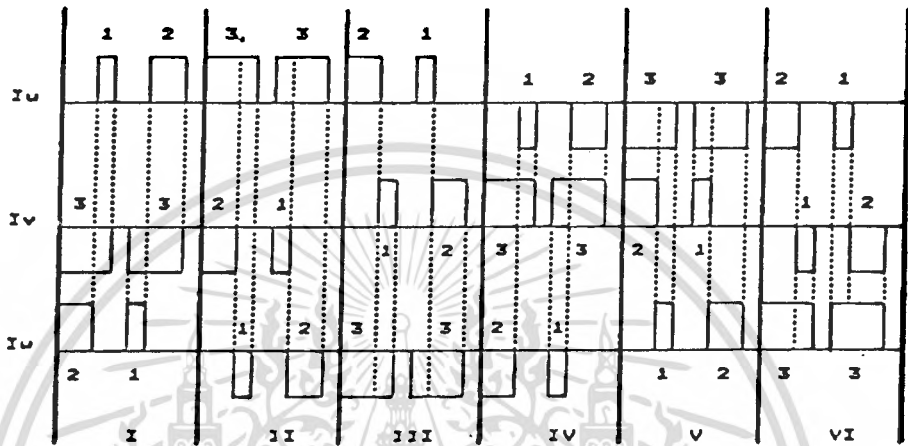 1 2 3. 3 2 1
Iu 1 2 3 3 2 1
3 3 2 1 1 2
Iv 1 2 3 3 2 1
1 2 3 3 2 1
Iw
2 1 1 2 3 3
I II III IV V VI